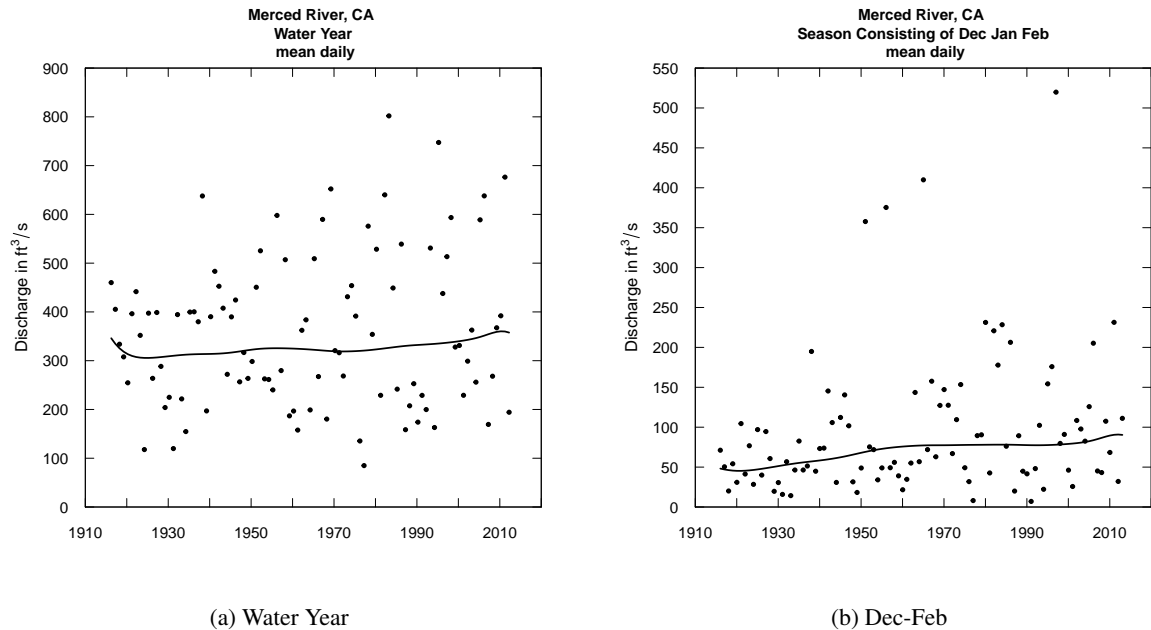 Merced River, CA
Water Year
mean daily
900
800
700
600
500
400
300
200
100
0
Discharge in ft³/s
1910 1930 1950 1970 1990 2010
(a) Water Year
Merced River, CA
Season Consisting of Dec Jan Feb
mean daily
550
500
450
400
350
300
250
200
150
100
50
0
Discharge in ft³/s
1910 1930 1950 1970 1990 2010
(b) Dec-Feb